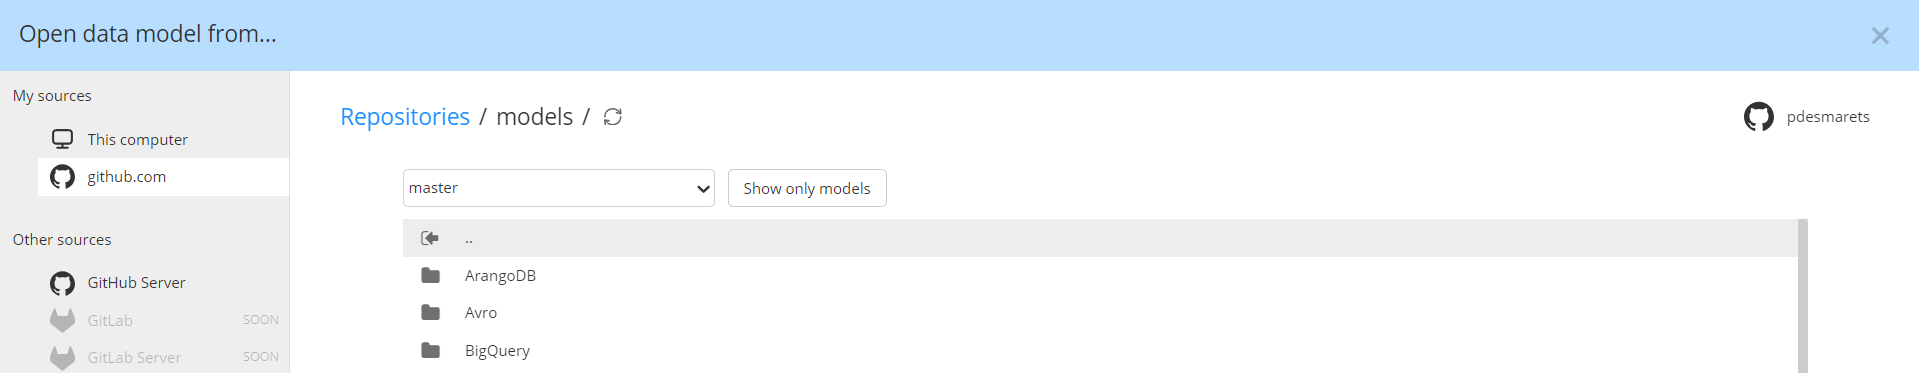 Open data model from...
My sources
This computer
github.com
Other sources
GitHub Server
GitLab SOON
GitLab Server SOON
Repositories / models /
pdesmarets
master
Show only models
..
ArangoDB
Avro
BigQuery